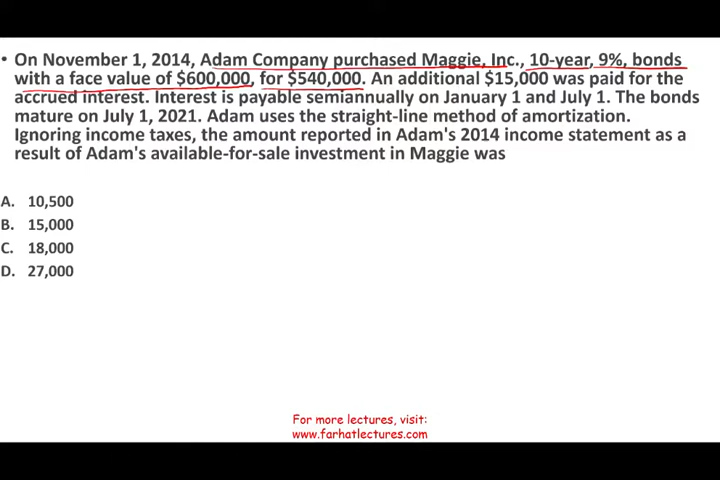 • On November 1, 2014, Adam Company purchased Maggie, Inc., 10-year, 9%, bonds
with a face value of $600,000, for $540,000. An additional $15,000 was paid for the
accrued interest. Interest is payable semiannually on January 1 and July 1. The bonds
mature on July 1, 2021. Adam uses the straight-line method of amortization.
Ignoring income taxes, the amount reported in Adam's 2014 income statement as a
result of Adam's available-for-sale investment in Maggie was
A. 10,500
B. 15,000
C. 18,000
D. 27,000
For more lectures, visit:
www.farhatlectures.com